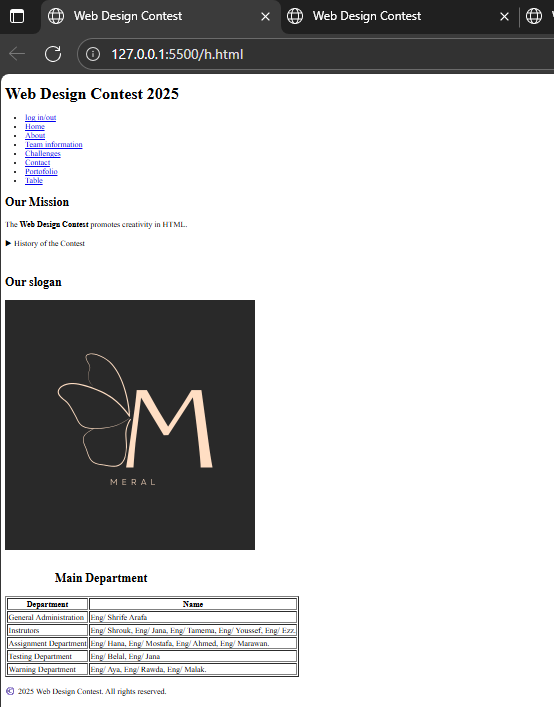 Web Design Contest
Web Design Contest
127.0.0.1:5500/h.html
Web Design Contest 2025
log in/out
Home
About
Team information
Challenges
Contact
Portofolio
Table
Our Mission
The Web Design Contest promotes creativity in HTML.
History of the Contest
Our slogan
M
MERAL
Main Department
Department Name
General Administration Eng/ Shrife Arafa
Instrutors Eng/ Shrouk, Eng/ Jana, Eng/ Tamema, Eng/ Youssef, Eng/ Ezz.
Assignment Department Eng/ Hana, Eng/ Mostafa, Eng/ Ahmed, Eng/ Marawan.
Testing Department Eng/ Belal, Eng/ Jana
Warning Department Eng/ Aya, Eng/ Rawda, Eng/ Malak.
© 2025 Web Design Contest. All rights reserved.